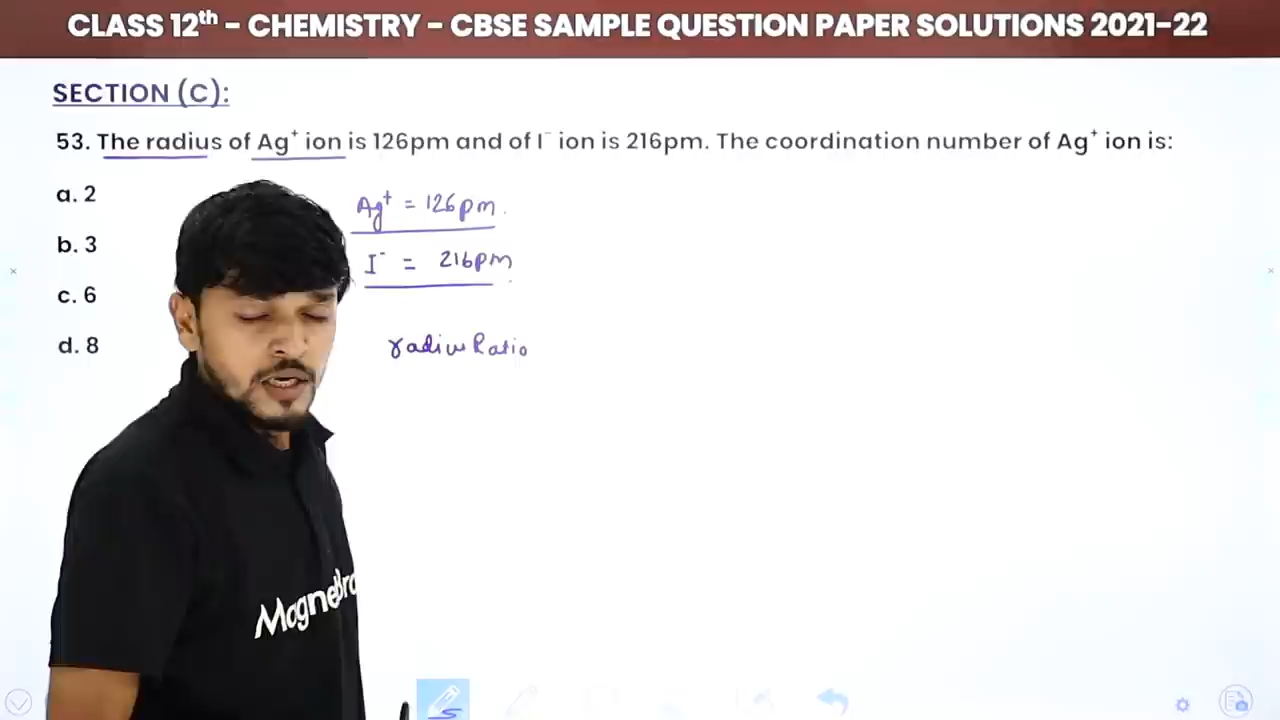 CLASS 12th - CHEMISTRY - CBSE SAMPLE QUESTION PAPER SOLUTIONS 2021-22
SECTION (C):
53. The radius of Ag⁺ ion is 126pm and of I⁻ ion is 216pm. The coordination number of Ag⁺ ion is:
a. 2
b. 3
c. 6
d. 8
Ag⁺ = 126pm.
I⁻ = 216pm
radius Ratio